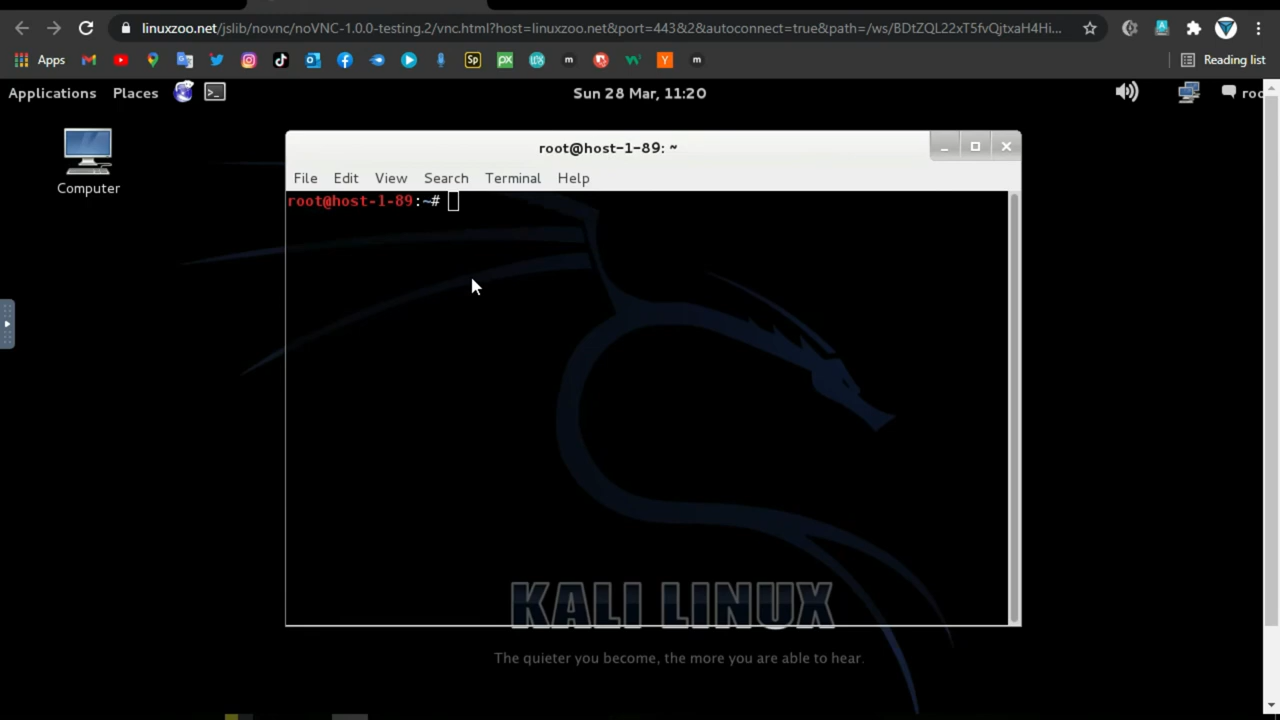 linuxzoo.net/jslib/novnc/noVNC-1.0.0-testing.2/vnc.html?host=linuxzoo.net&port=443&2&autoconnect=true&path=/ws/BDtZQL22xT5fvQjtxaH4Hi...
Apps
Sp
PX
m
Y
m
Reading list
Applications Places >_ Sun 28 Mar, 11:20 roo
Computer
root@host-1-89: ~
File Edit View Search Terminal Help
root@host-1-89:~#
KALI LINUX
The quieter you become, the more you are able to hear.